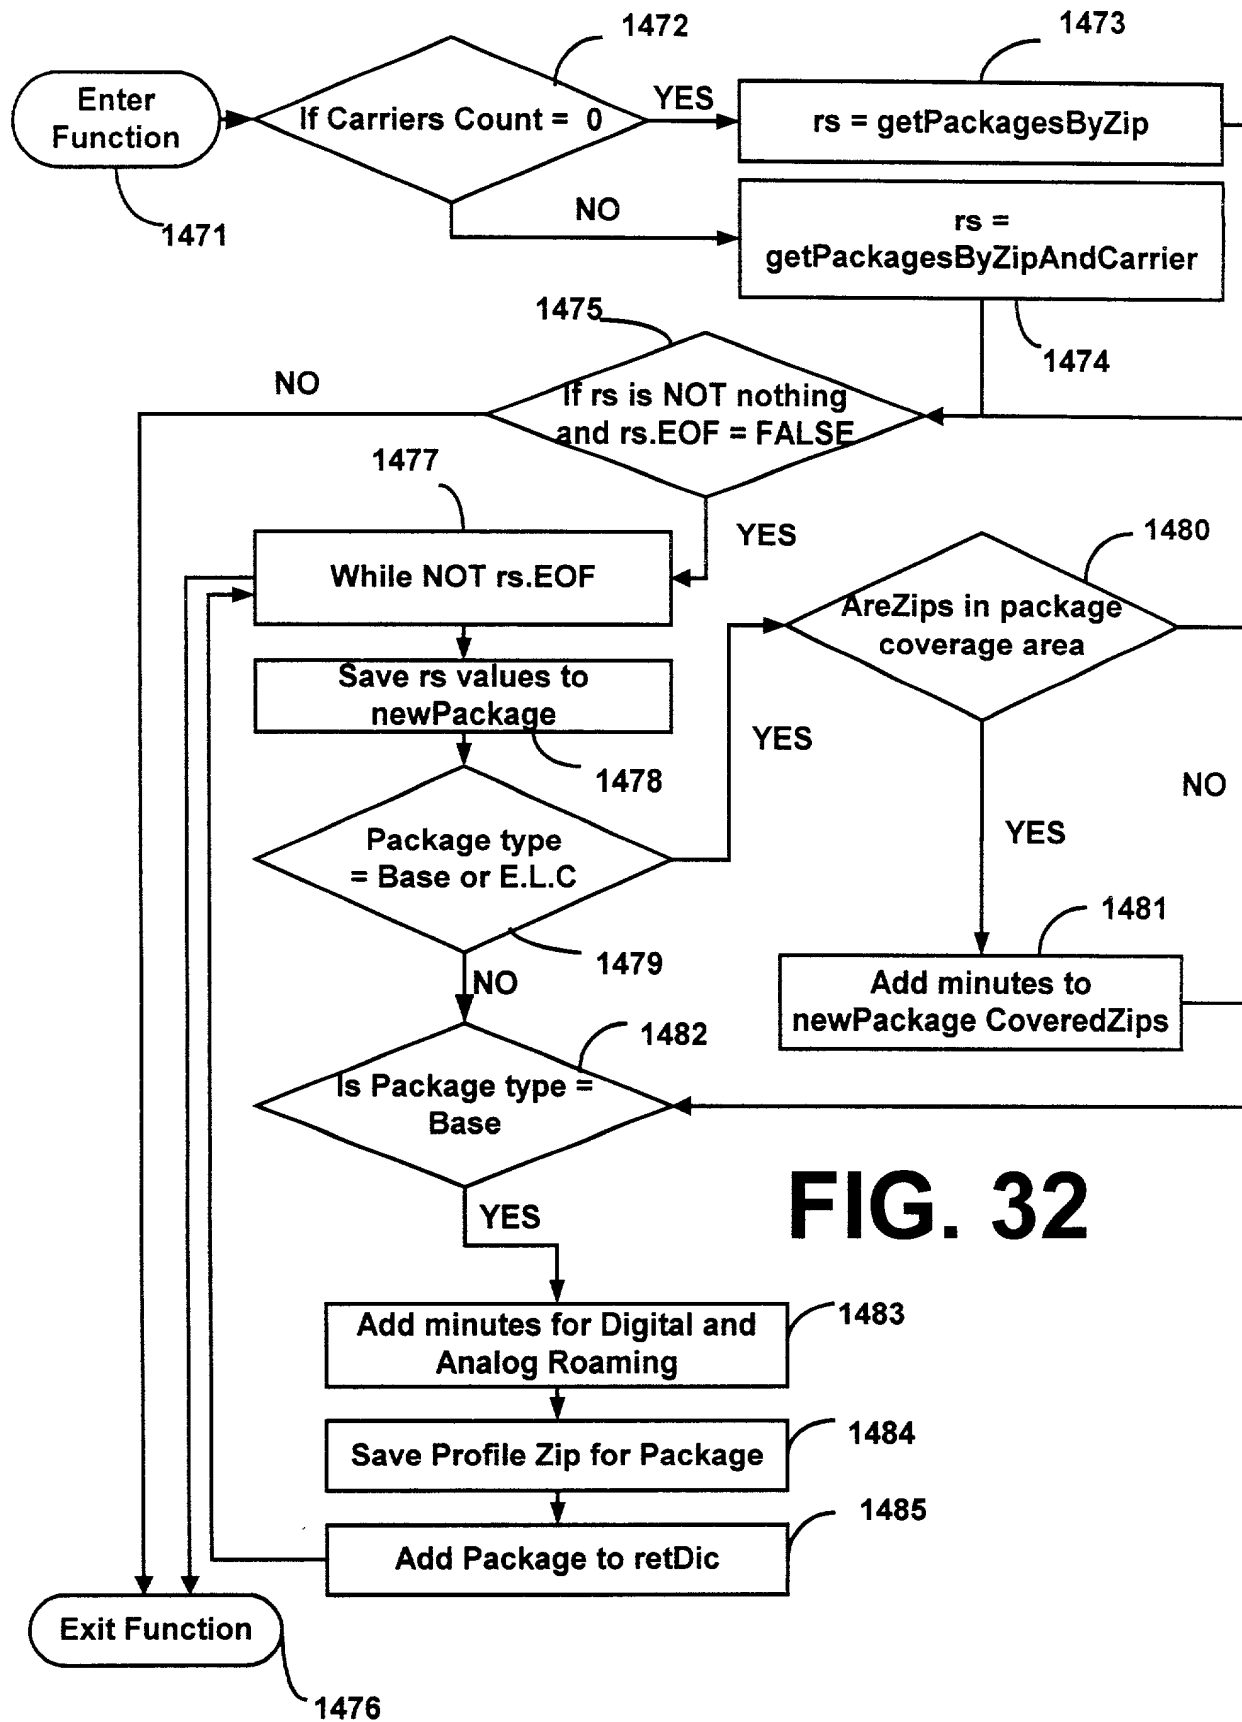 1472
1473
Enter
Function
If Carriers Count = 0
YES
rs = getPackagesByZip
1471
NO
rs =
getPackagesByZipAndCarrier
1475
1474
NO
If rs is NOT nothing
and rs.EOF = FALSE
1477
YES
1480
While NOT rs.EOF
AreZips in package
coverage area
Save rs values to
newPackage
YES
1478
NO
Package type
= Base or E.L.C
YES
1481
1479
NO
Add minutes to
newPackage CoveredZips
1482
Is Package type =
Base
FIG. 32
YES
1483
Add minutes for Digital and
Analog Roaming
1484
Save Profile Zip for Package
1485
Add Package to retDic
Exit Function
1476